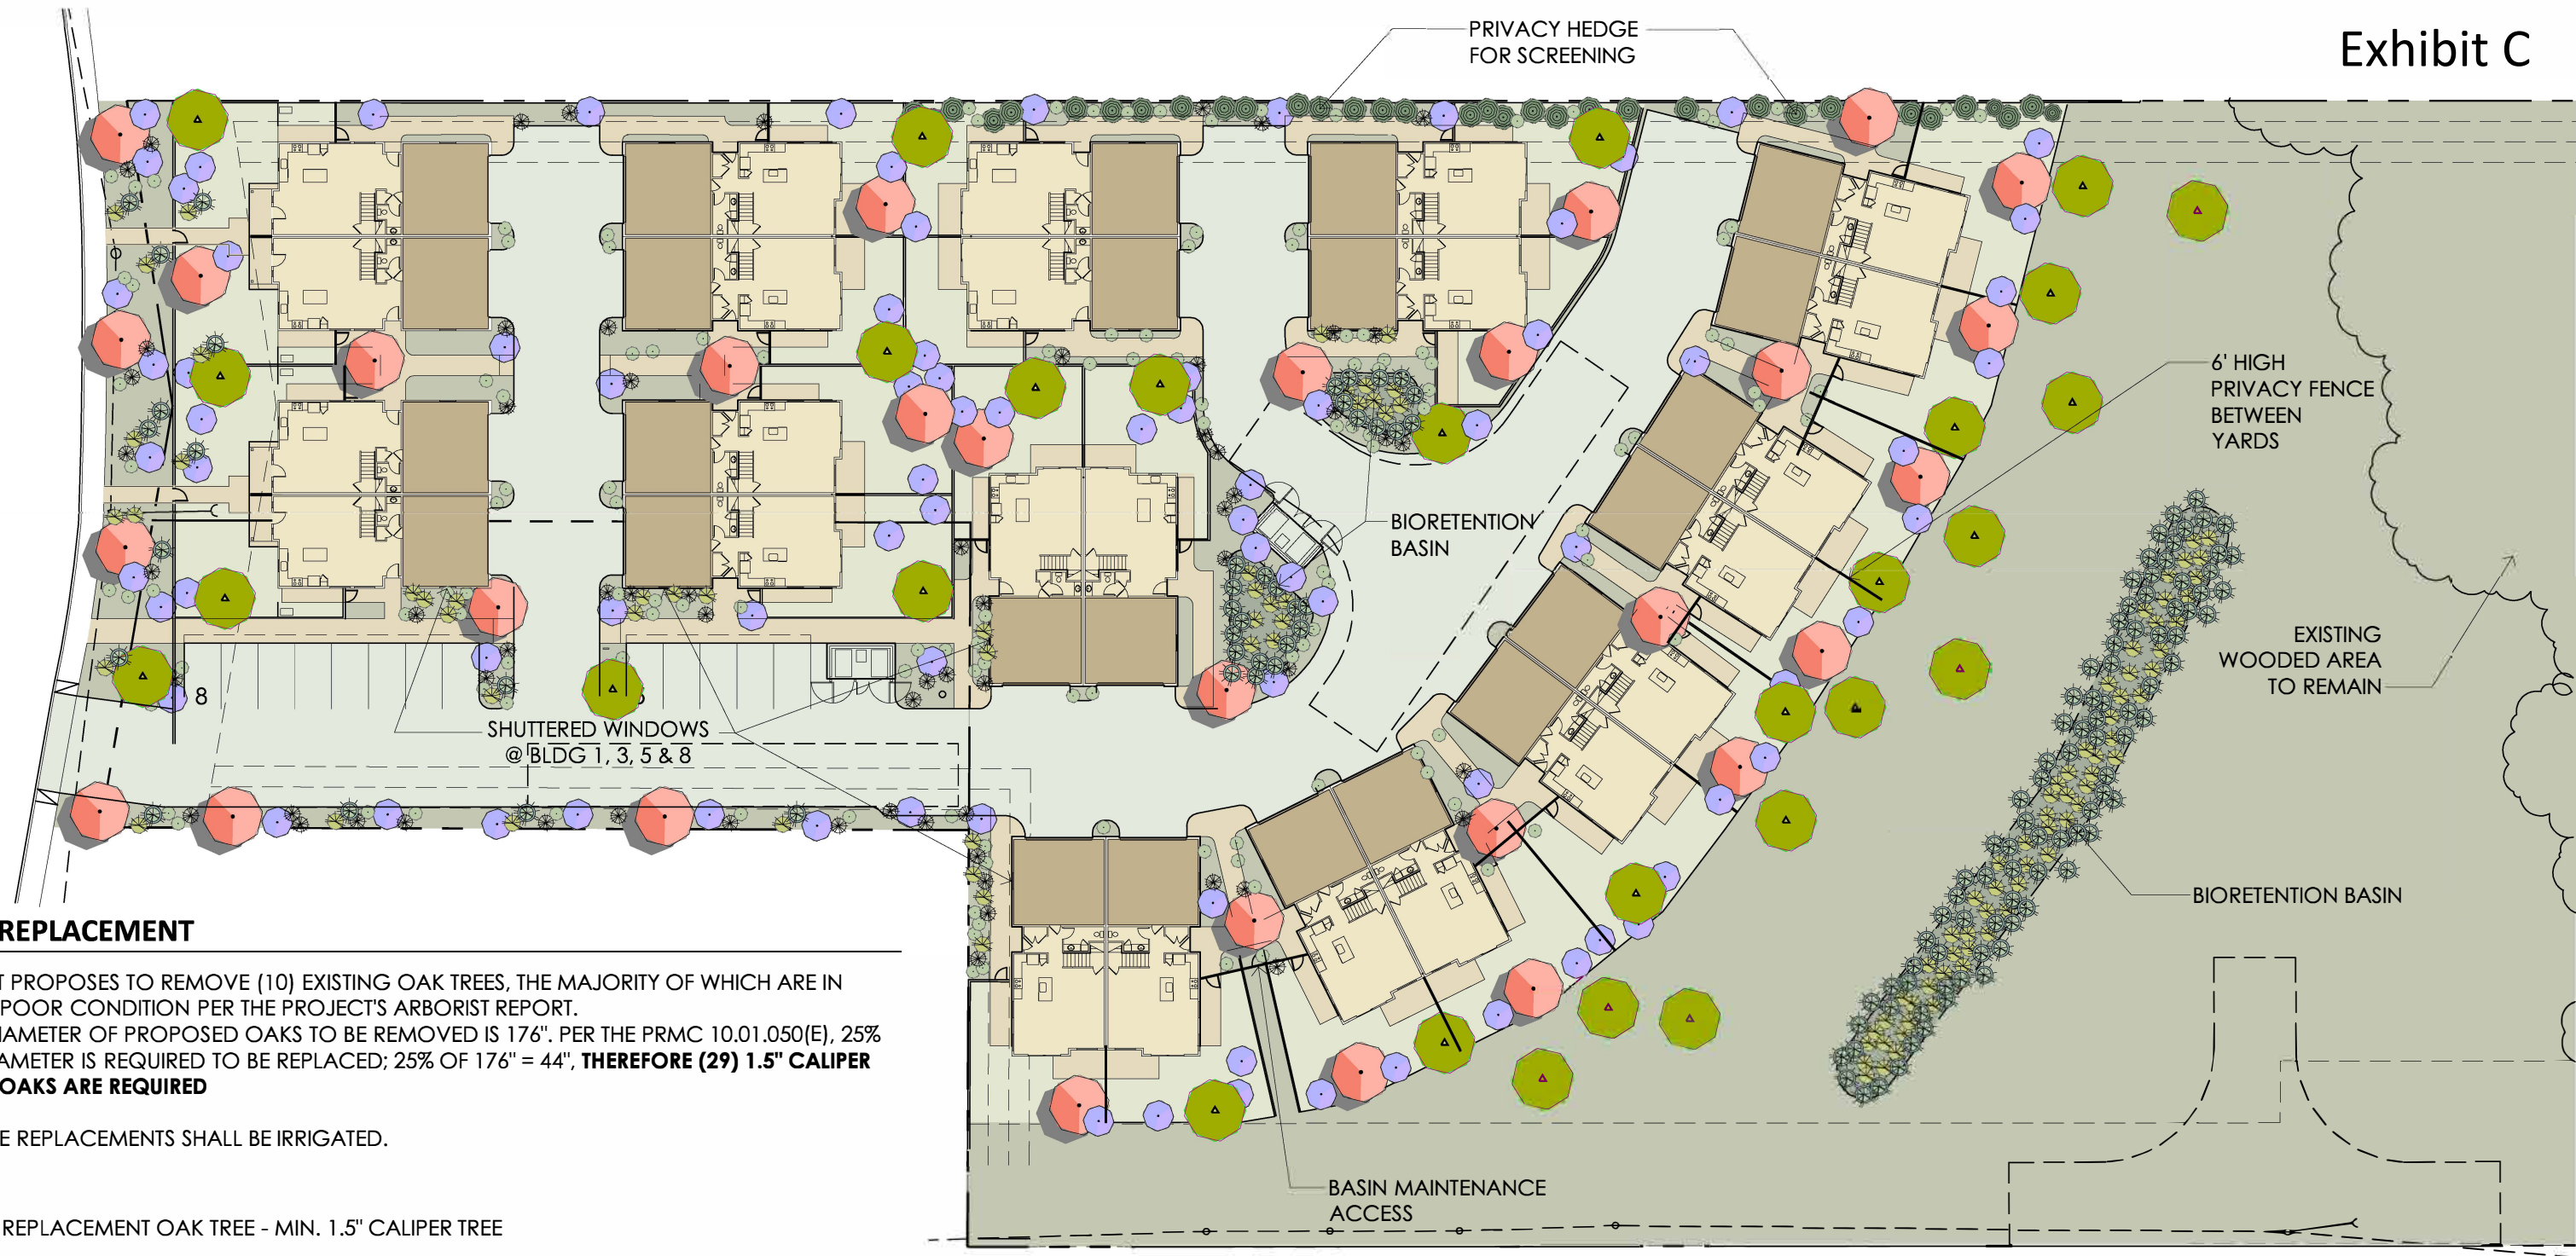 PRIVACY HEDGE
FOR SCREENING
Exhibit C
6' HIGH
PRIVACY FENCE
BETWEEN
YARDS
BIORETENTION
BASIN
EXISTING
WOODED AREA
TO REMAIN
8
SHUTTERED WINDOWS
@ BLDG 1, 3, 5 & 8
BIORETENTION BASIN
REPLACEMENT
T PROPOSES TO REMOVE (10) EXISTING OAK TREES, THE MAJORITY OF WHICH ARE IN
POOR CONDITION PER THE PROJECT'S ARBORIST REPORT.
IAMETER OF PROPOSED OAKS TO BE REMOVED IS 176". PER THE PRMC 10.01.050(E), 25%
AMETER IS REQUIRED TO BE REPLACED; 25% OF 176" = 44", THEREFORE (29) 1.5" CALIPER
OAKS ARE REQUIRED
E REPLACEMENTS SHALL BE IRRIGATED.
REPLACEMENT OAK TREE - MIN. 1.5" CALIPER TREE
BASIN MAINTENANCE
ACCESS